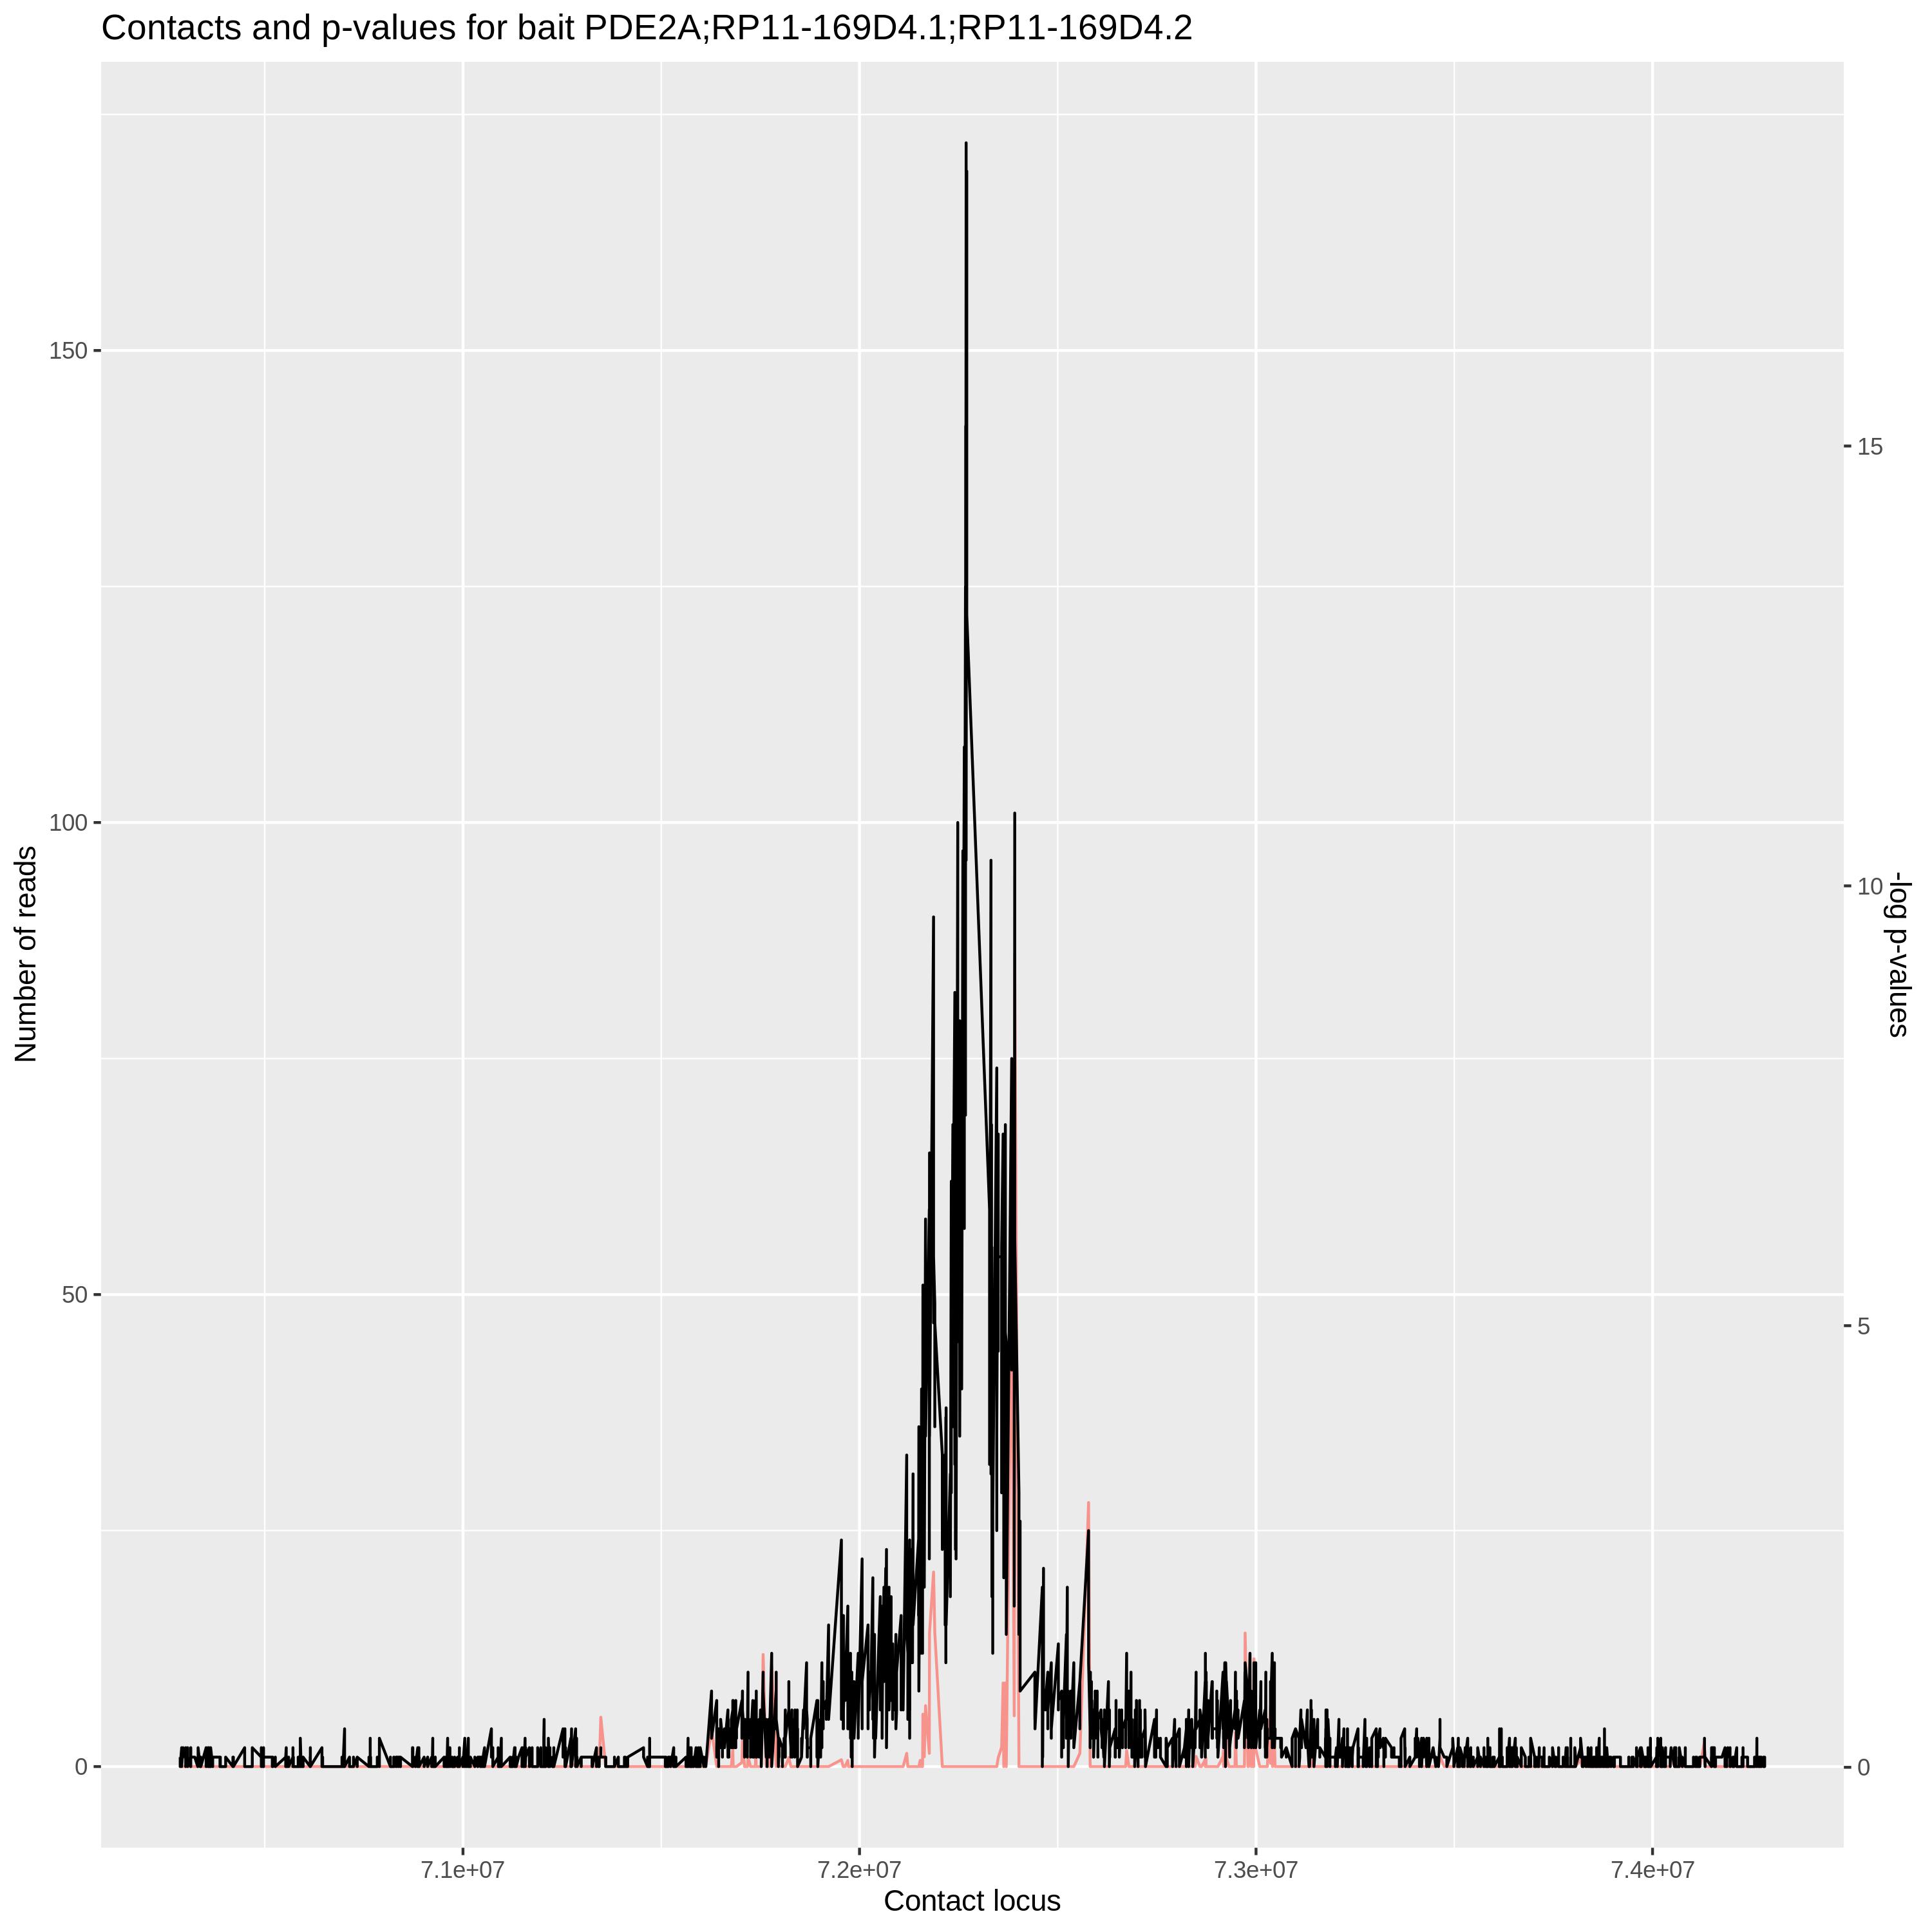 Contacts and p-values for bait PDE2A;RP11-169D4.1;RP11-169D4.2
150
100
50
0
Number of reads
15
10
5
0
-log p-values
7.1e+07
7.2e+07
7.3e+07
7.4e+07
Contact locus